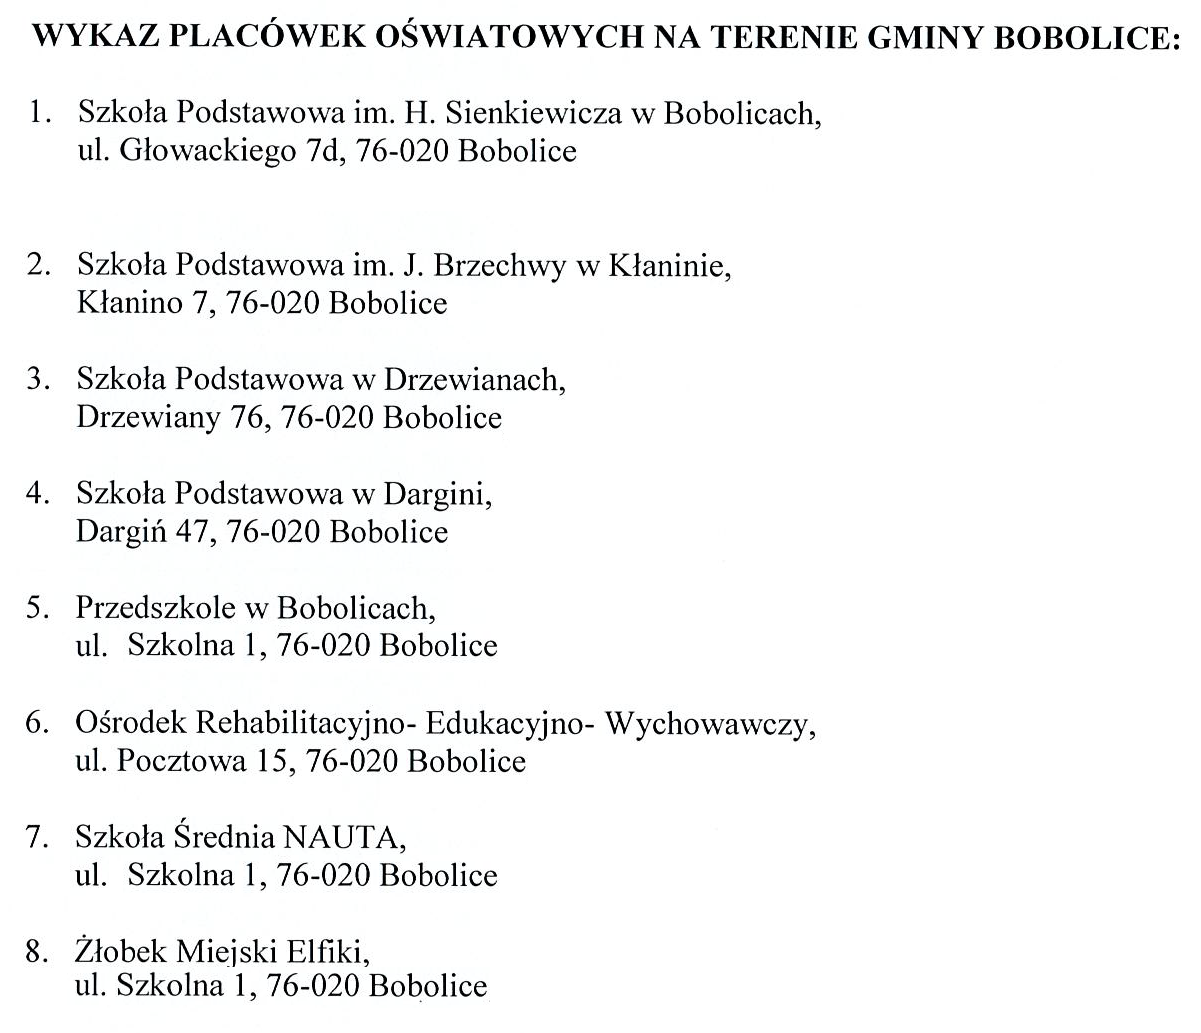 WYKAZ PLACÓWEK OŚWIATOWYCH NA TERENIE GMINY BOBOLICE:
1. Szkoła Podstawowa im. H. Sienkiewicza w Bobolicach,
ul. Głowackiego 7d, 76-020 Bobolice
2. Szkoła Podstawowa im. J. Brzechwy w Kłaninie,
Kłanino 7, 76-020 Bobolice
3. Szkoła Podstawowa w Drzewianach,
Drzewiany 76, 76-020 Bobolice
4. Szkoła Podstawowa w Dargini,
Dargiń 47, 76-020 Bobolice
5. Przedszkole w Bobolicach,
ul. Szkolna 1, 76-020 Bobolice
6. Ośrodek Rehabilitacyjno- Edukacyjno- Wychowawczy,
ul. Pocztowa 15, 76-020 Bobolice
7. Szkoła Średnia NAUTA,
ul. Szkolna 1, 76-020 Bobolice
8. Żłobek Miejski Elfiki,
ul. Szkolna 1, 76-020 Bobolice